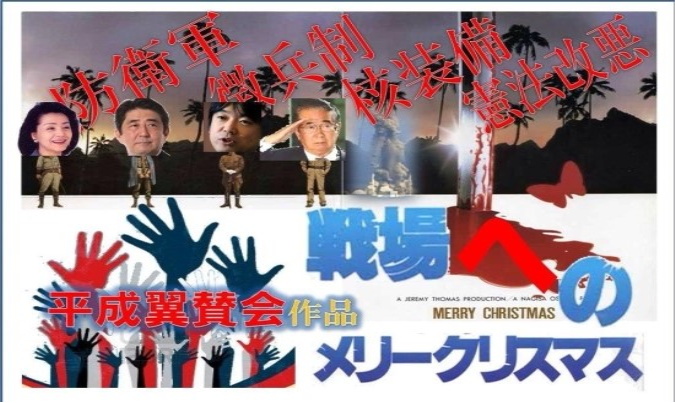 防衛軍
徴兵制
核装備
憲法改悪
戦場への
平成翼賛会作品
A JEREMY THOMAS PRODUCTION. A NAGISA
MERRY CHRISTMAS
メリークリスマス